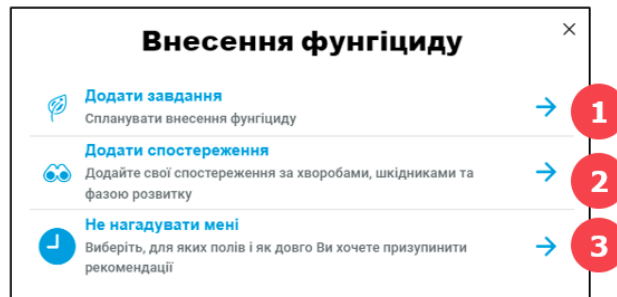 Внесення фунгіциду
Додати завдання
Спланувати внесення фунгіциду
1
Додати спостереження
Додайте свої спостереження за хворобами, шкідниками та
фазою розвитку
2
Не нагадувати мені
Виберіть, для яких полів і як довго Ви хочете призупинити
рекомендації
3